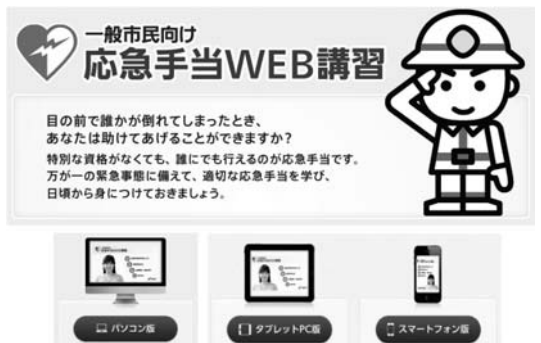 一般市民向け
応急手当WEB講習
目の前で誰かが倒れてしまったとき、
あなたは助けてあげることができますか?
特別な資格がなくても、誰にでも行えるのが応急手当です。
万が一の緊急事態に備えて、適切な応急手当を学び、
日頃から身につけておきましょう。
パソコン版
タブレットPC版
スマートフォン版